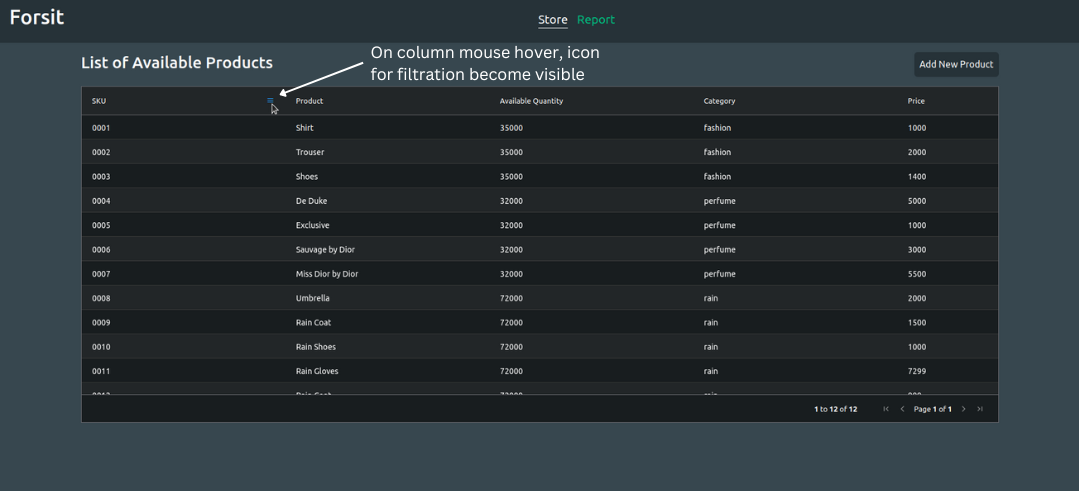 Forsit
Store Report
On column mouse hover, icon
for filtration become visible
List of Available Products
Add New Product
SKU Product Available Quantity Category Price
0001 Shirt 35000 fashion 1000
0002 Trouser 35000 fashion 2000
0003 Shoes 35000 fashion 1400
0004 De Duke 32000 perfume 5000
0005 Exclusive 32000 perfume 1000
0006 Sauvage by Dior 32000 perfume 3000
0007 Miss Dior by Dior 32000 perfume 5500
0008 Umbrella 72000 rain 2000
0009 Rain Coat 72000 rain 1500
0010 Rain Shoes 72000 rain 1000
0011 Rain Gloves 72000 rain 7299
1 to 12 of 12 Page 1 of 1